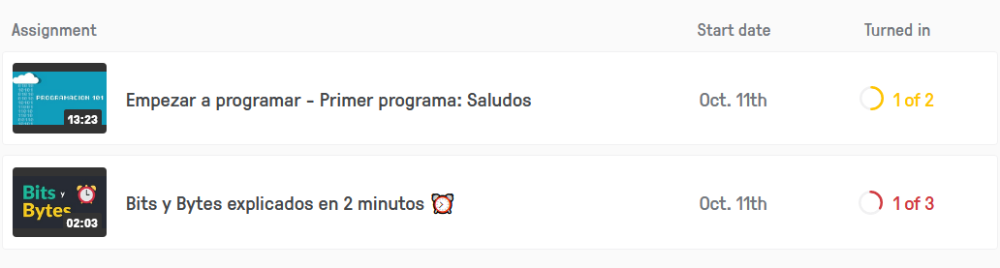 Assignment Start date Turned in
PROGRAMACION 101
13:23
Empezar a programar - Primer programa: Saludos Oct. 11th 1 of 2
Bits y
Bytes
02:03
Bits y Bytes explicados en 2 minutos ⏰ Oct. 11th 1 of 3